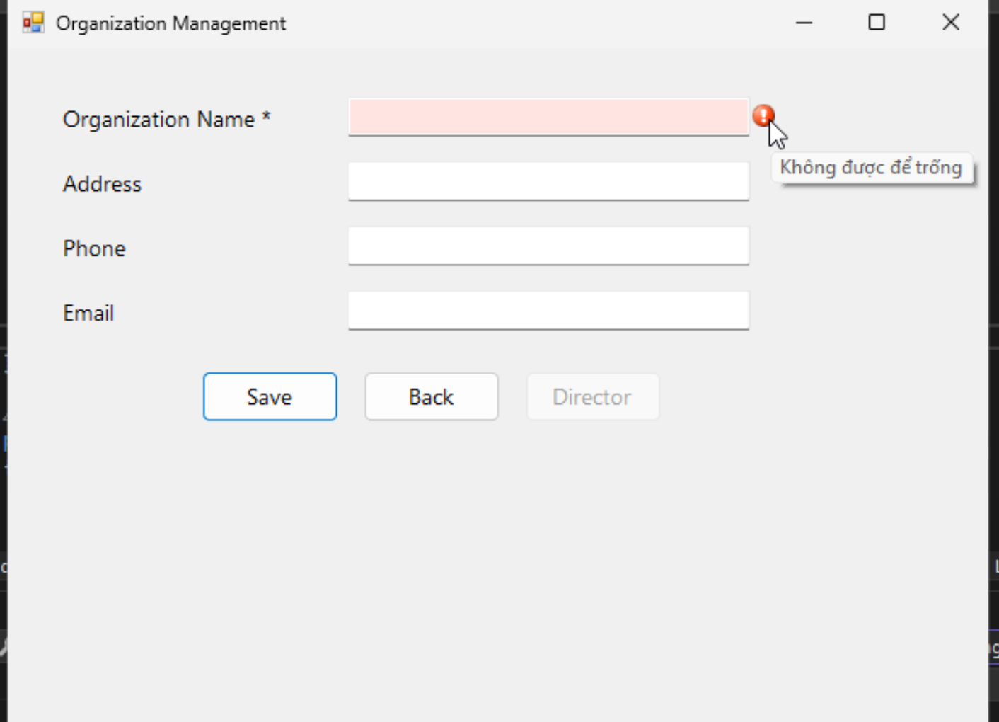 Organization Management
Organization Name *
Không được để trống
Address
Phone
Email
Save
Back
Director